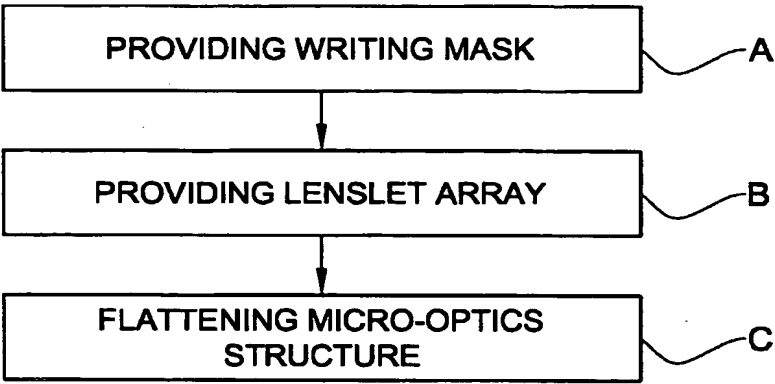 PROVIDING WRITING MASK
A
PROVIDING LENSLET ARRAY
B
FLATTENING MICRO-OPTICS
STRUCTURE
C